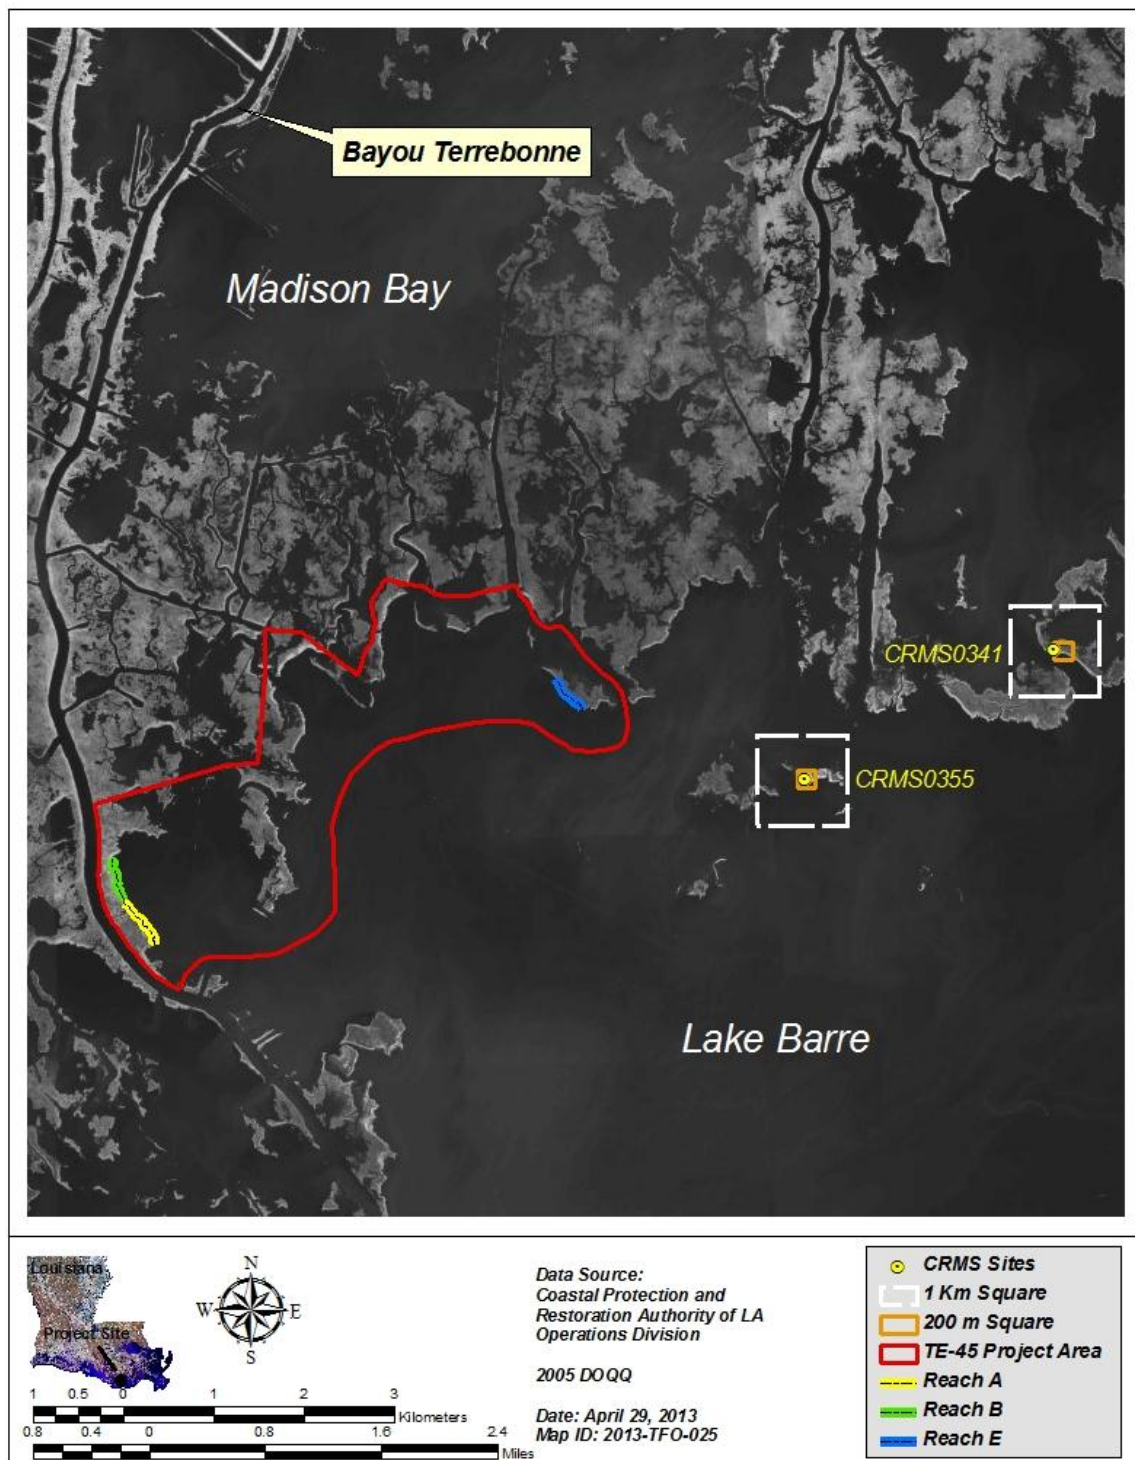 Bayou Terrebonne
Madison Bay
CRMS0341
CRMS0355
Lake Barre
Louisiana
Project Site
N
W E
S
1 0.5 0 1 2 3
Kilometers
0.8 0.4 0 0.8 1.6 2.4
Miles
Data Source:
Coastal Protection and
Restoration Authority of LA
Operations Division
2005 DOQQ
Date: April 29, 2013
Map ID: 2013-TFO-025
CRMS Sites
1 Km Square
200 m Square
TE-45 Project Area
Reach A
Reach B
Reach E